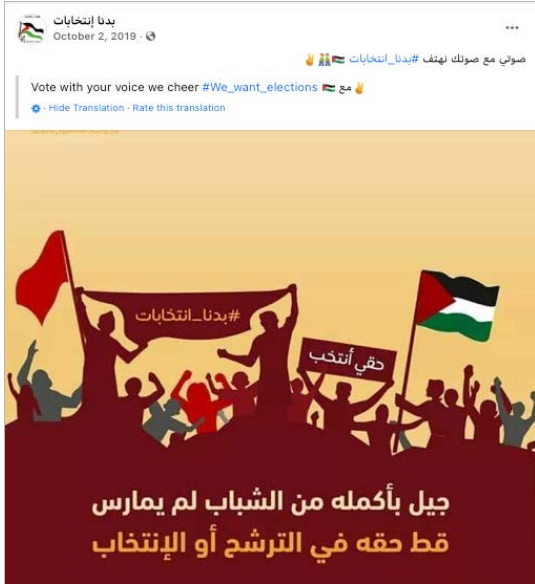 بدنا إنتخابات
October 2, 2019 ·
صوتي مع صوتك نهتف #بدنا_انتخابات 🇵🇸👫✌
Vote with your voice we cheer #We_want_elections 🇵🇸 مع ✌
· Hide Translation · Rate this translation
#بدنا_انتخابات
حقي أنتخب
جيل بأكمله من الشباب لم يمارس
قط حقه في الترشح أو الإنتخاب